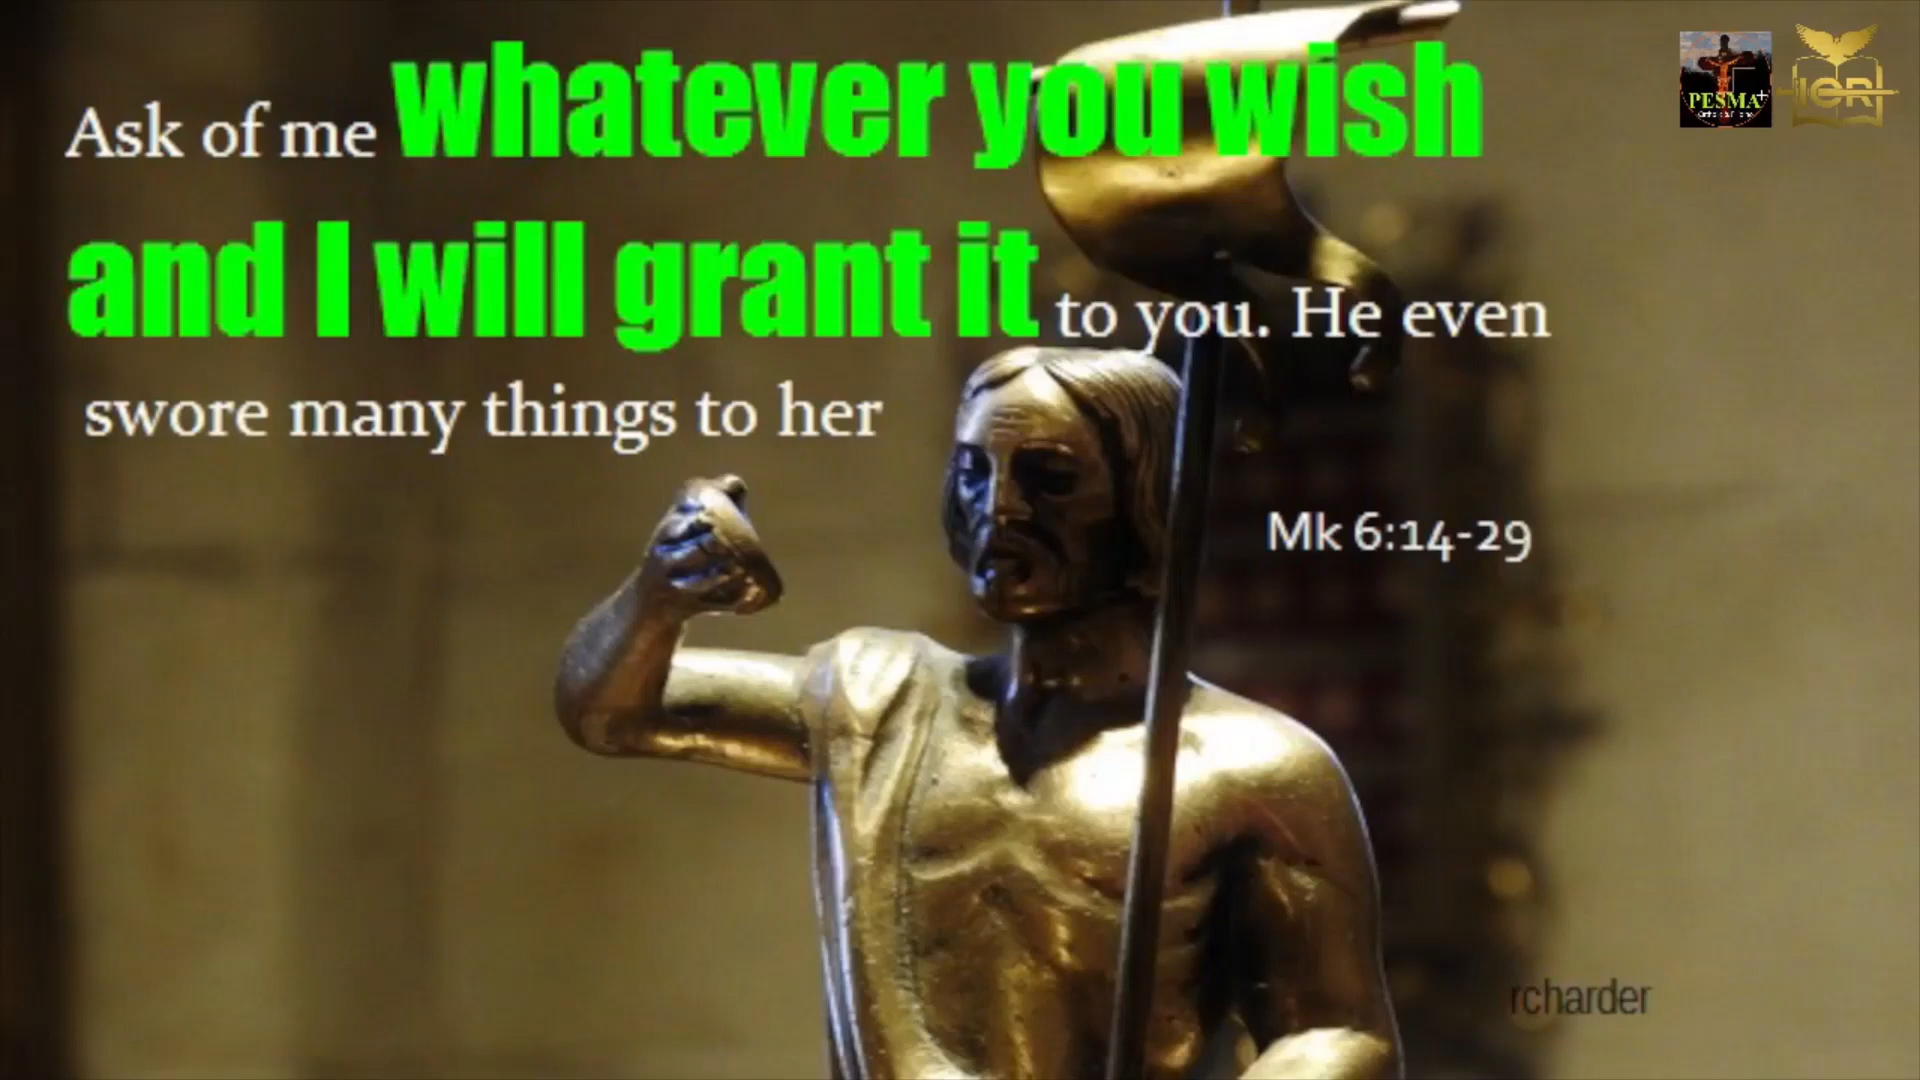 Ask of me whatever you wish
and I will grant it to you. He even
swore many things to her
Mk 6:14-29
rcharder
PESMA
ICR